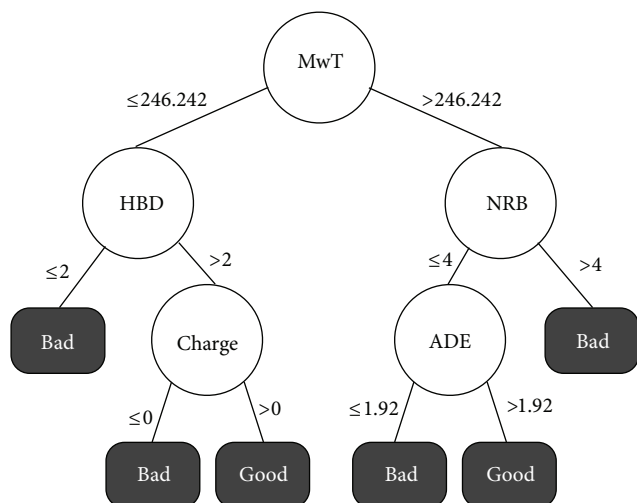 MwT
≤246.242
>246.242
HBD
NRB
≤2
>2
≤4
>4
Bad
Charge
ADE
Bad
≤0
>0
≤1.92
>1.92
Bad
Good
Bad
Good